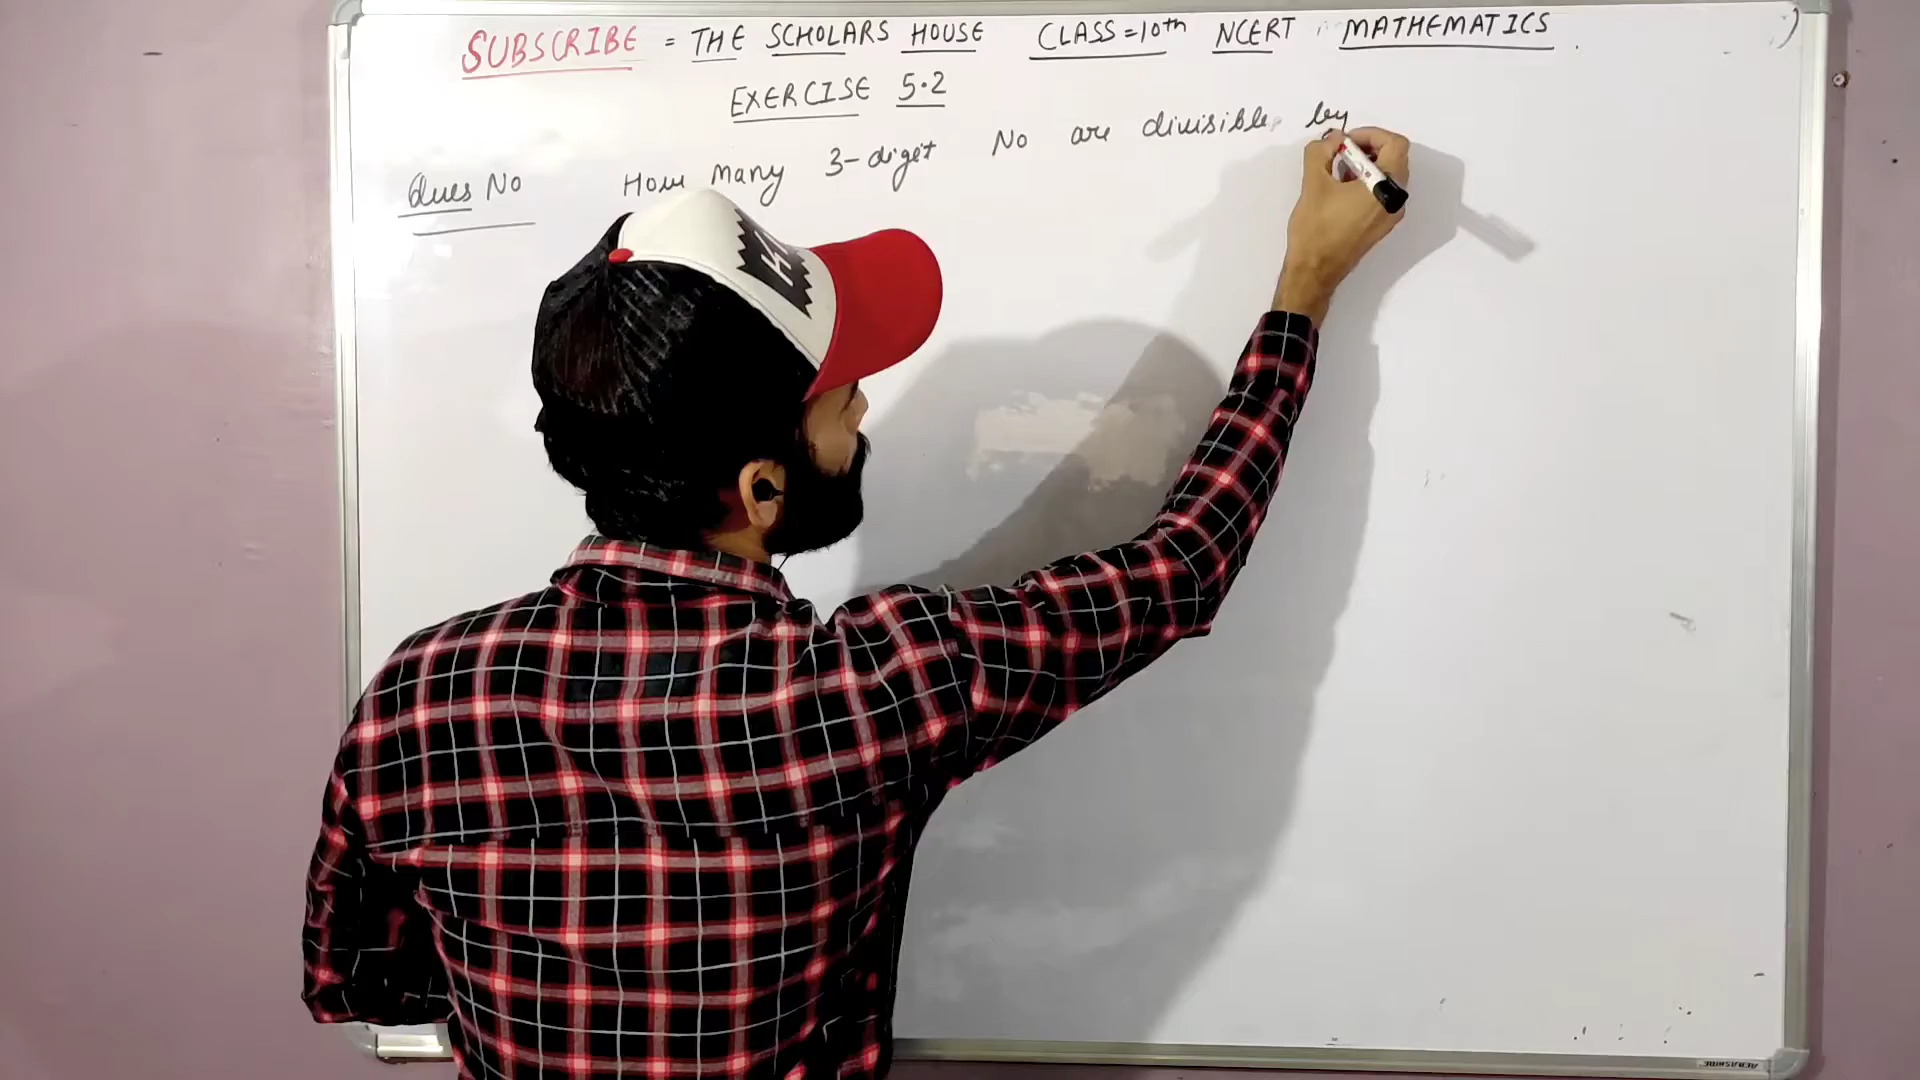 SUBSCRIBE = THE SCHOLARS HOUSE CLASS=10th NCERT MATHEMATICS
EXERCISE 5.2
Ques No How many 3-digit No are divisible by